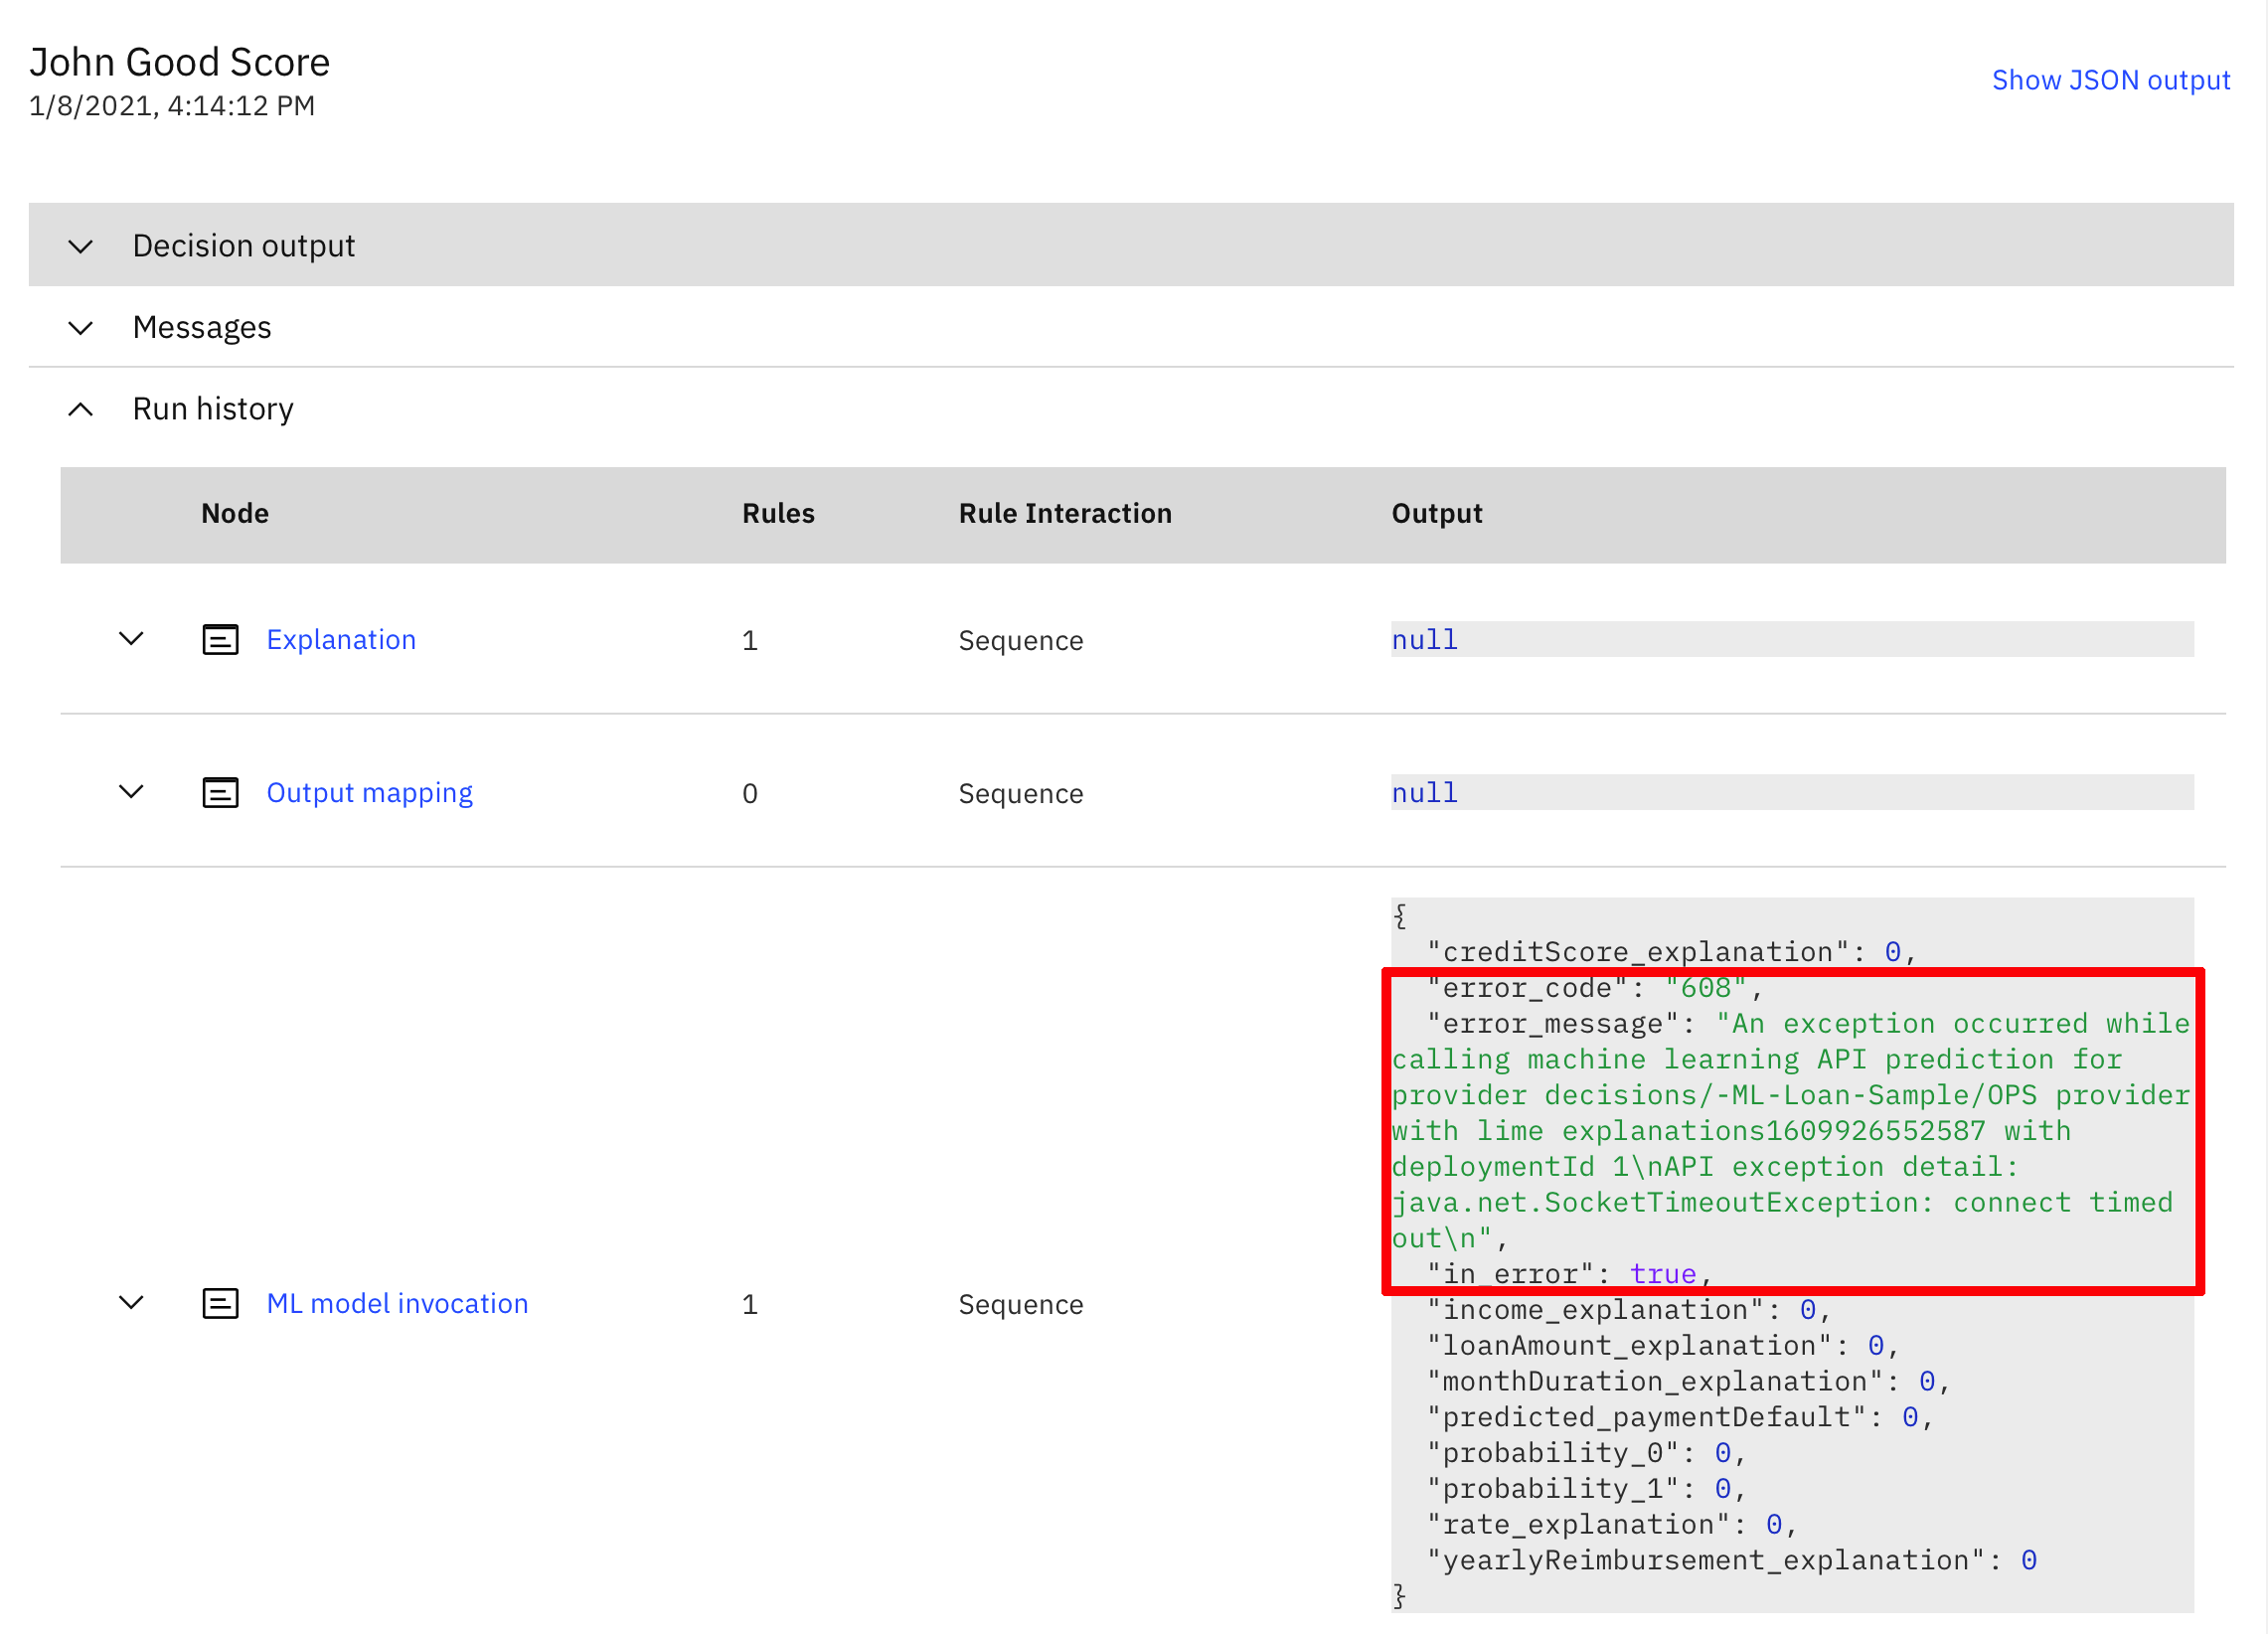 John Good Score
1/8/2021, 4:14:12 PM
Show JSON output
Decision output
Messages
Run history
Node Rules Rule Interaction Output
Explanation 1 Sequence null
Output mapping 0 Sequence null
ML model invocation 1 Sequence
{
"creditScore_explanation": 0,
"error_code": "608",
"error_message": "An exception occurred while
calling machine learning API prediction for
provider decisions/-ML-Loan-Sample/OPS provider
with lime explanations1609926552587 with
deploymentId 1\nAPI exception detail:
java.net.SocketTimeoutException: connect timed
out\n",
"in_error": true,
"income_explanation": 0,
"loanAmount_explanation": 0,
"monthDuration_explanation": 0,
"predicted_paymentDefault": 0,
"probability_0": 0,
"probability_1": 0,
"rate_explanation": 0,
"yearlyReimbursement_explanation": 0
}